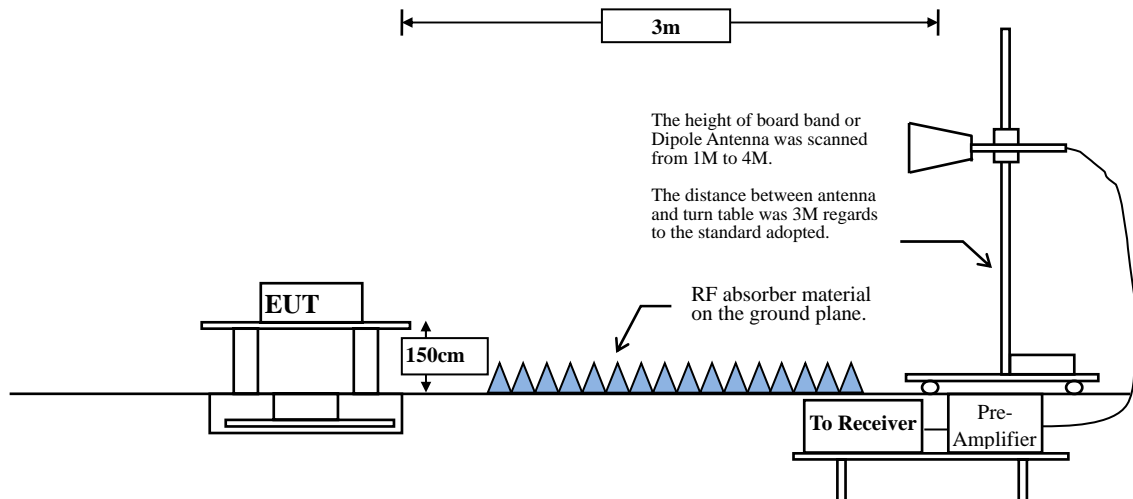 3m
The height of board band or
Dipole Antenna was scanned
from 1M to 4M.
The distance between antenna
and turn table was 3M regards
to the standard adopted.
RF absorber material
on the ground plane.
EUT
150cm
To Receiver
Pre-
Amplifier